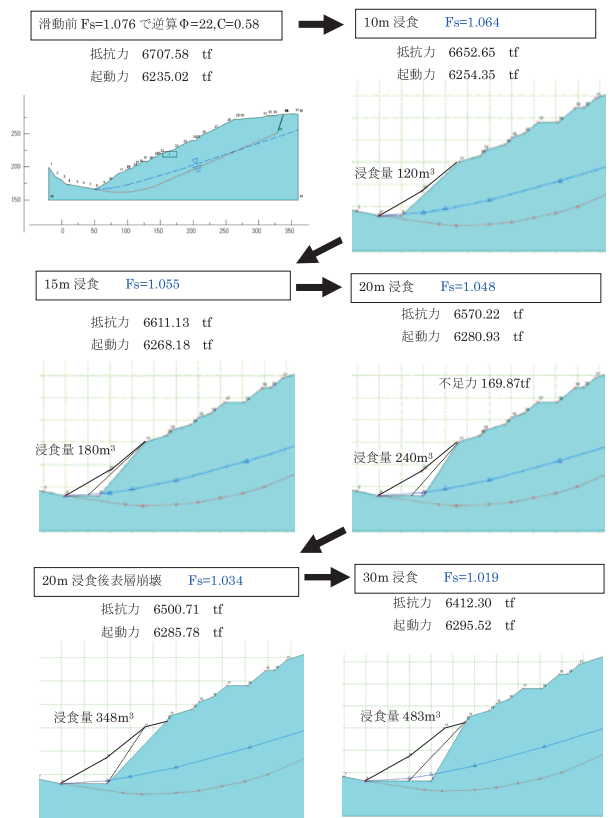 滑動前 Fs=1.076 で逆算 Φ=22,C=0.58
抵抗力 6707.58 tf
起動力 6235.02 tf
250
200
150
0 50 100 150 200 250 300 350
10m 浸食 Fs=1.064
抵抗力 6652.65 tf
起動力 6254.35 tf
浸食量 120m³
15m 浸食 Fs=1.055
抵抗力 6611.13 tf
起動力 6268.18 tf
浸食量 180m³
20m 浸食 Fs=1.048
抵抗力 6570.22 tf
起動力 6280.93 tf
不足力 169.87tf
浸食量 240m³
20m 浸食後表層崩壊 Fs=1.034
抵抗力 6500.71 tf
起動力 6285.78 tf
浸食量 348m³
30m 浸食 Fs=1.019
抵抗力 6412.30 tf
起動力 6295.52 tf
浸食量 483m³